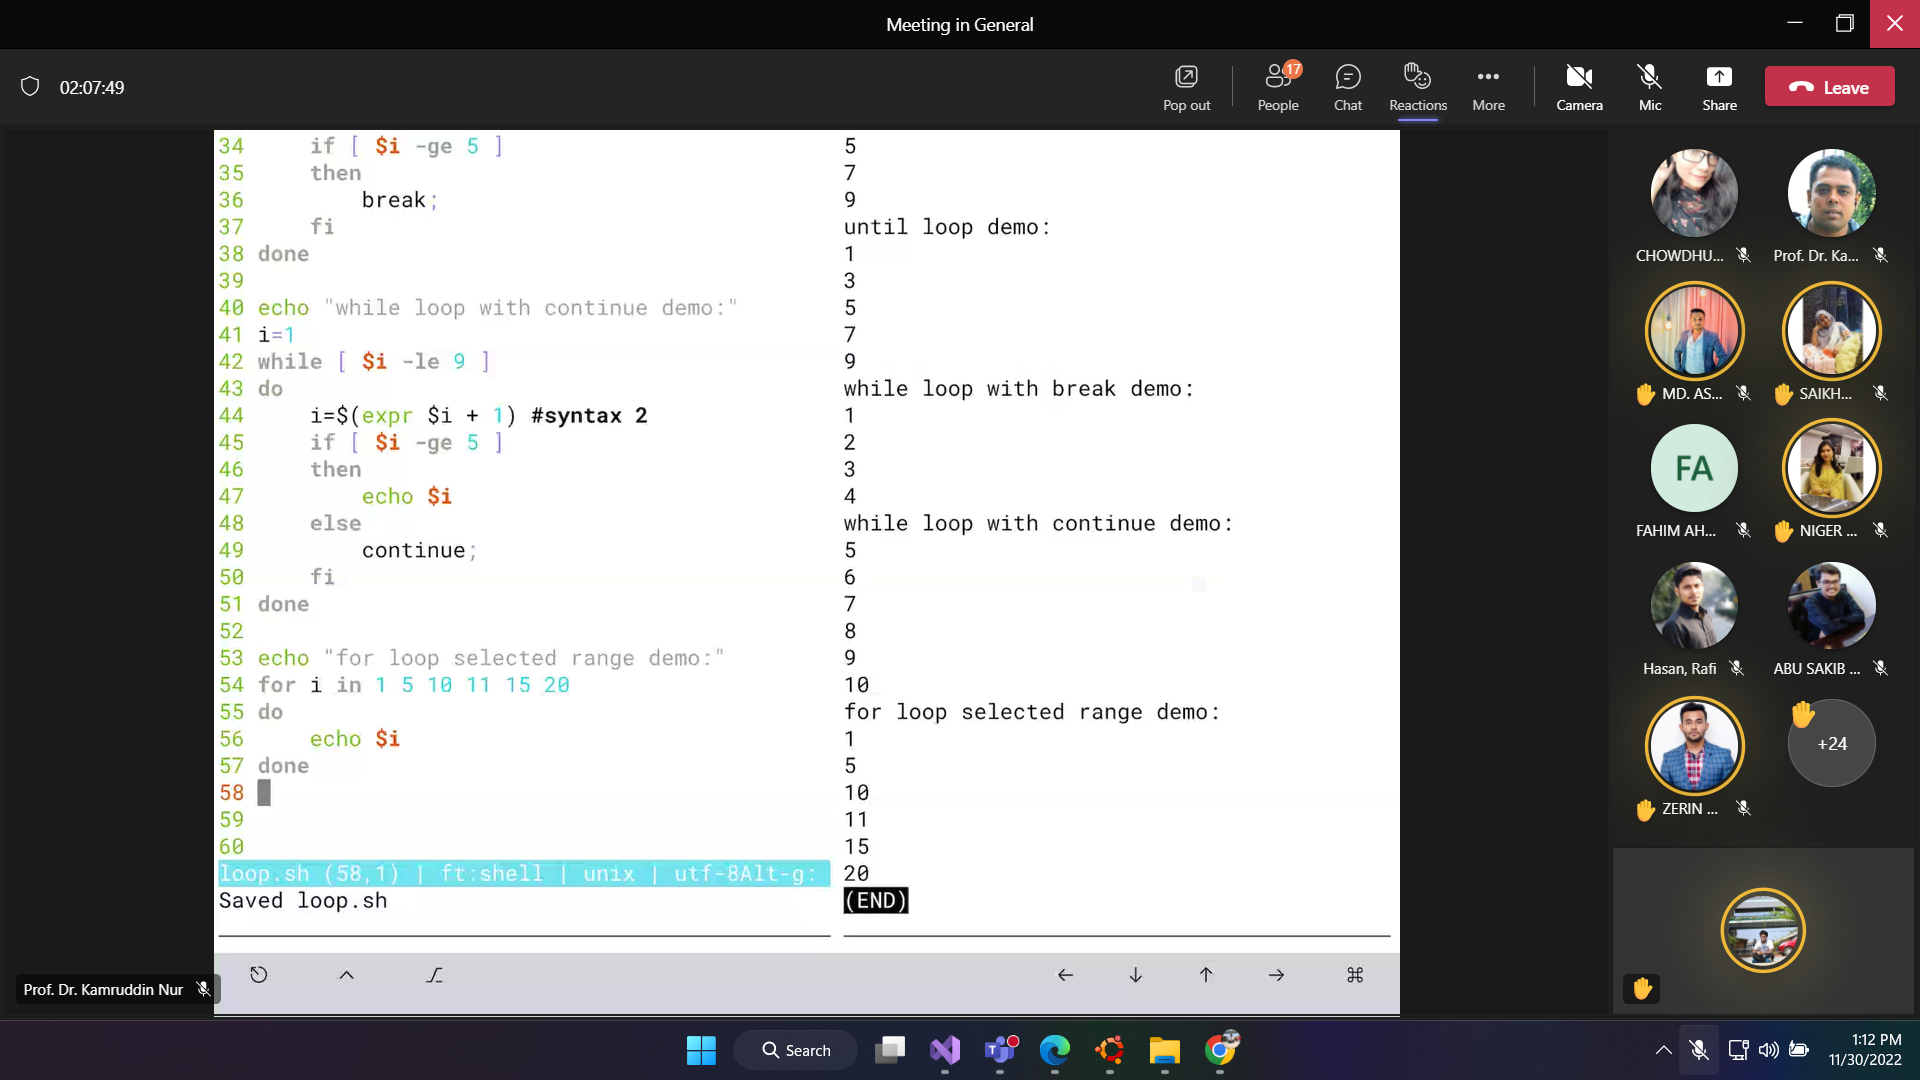 Meeting in General
02:07:49
Pop out
17
People
Chat
Reactions
More
Camera
Mic
Share
Leave
34 if [ $i -ge 5 ]
35 then
36 break;
37 fi
38 done
39
40 echo "while loop with continue demo:"
41 i=1
42 while [ $i -le 9 ]
43 do
44 i=$(expr $i + 1) #syntax 2
45 if [ $i -ge 5 ]
46 then
47 echo $i
48 else
49 continue;
50 fi
51 done
52
53 echo "for loop selected range demo:"
54 for i in 1 5 10 11 15 20
55 do
56 echo $i
57 done
58
59
60
loop.sh (58,1) | ft:shell | unix | utf-8Alt-g:
Saved loop.sh
5
7
9
until loop demo:
1
3
5
7
9
while loop with break demo:
1
2
3
4
while loop with continue demo:
5
6
7
8
9
10
for loop selected range demo:
1
5
10
11
15
20
(END)
CHOWDHU...
Prof. Dr. Ka...
MD. AS...
SAIKH...
FA
FAHIM AH...
NIGER ...
Hasan, Rafi
ABU SAKIB ...
ZERIN ...
+24
Prof. Dr. Kamruddin Nur
Search
1:12 PM
11/30/2022